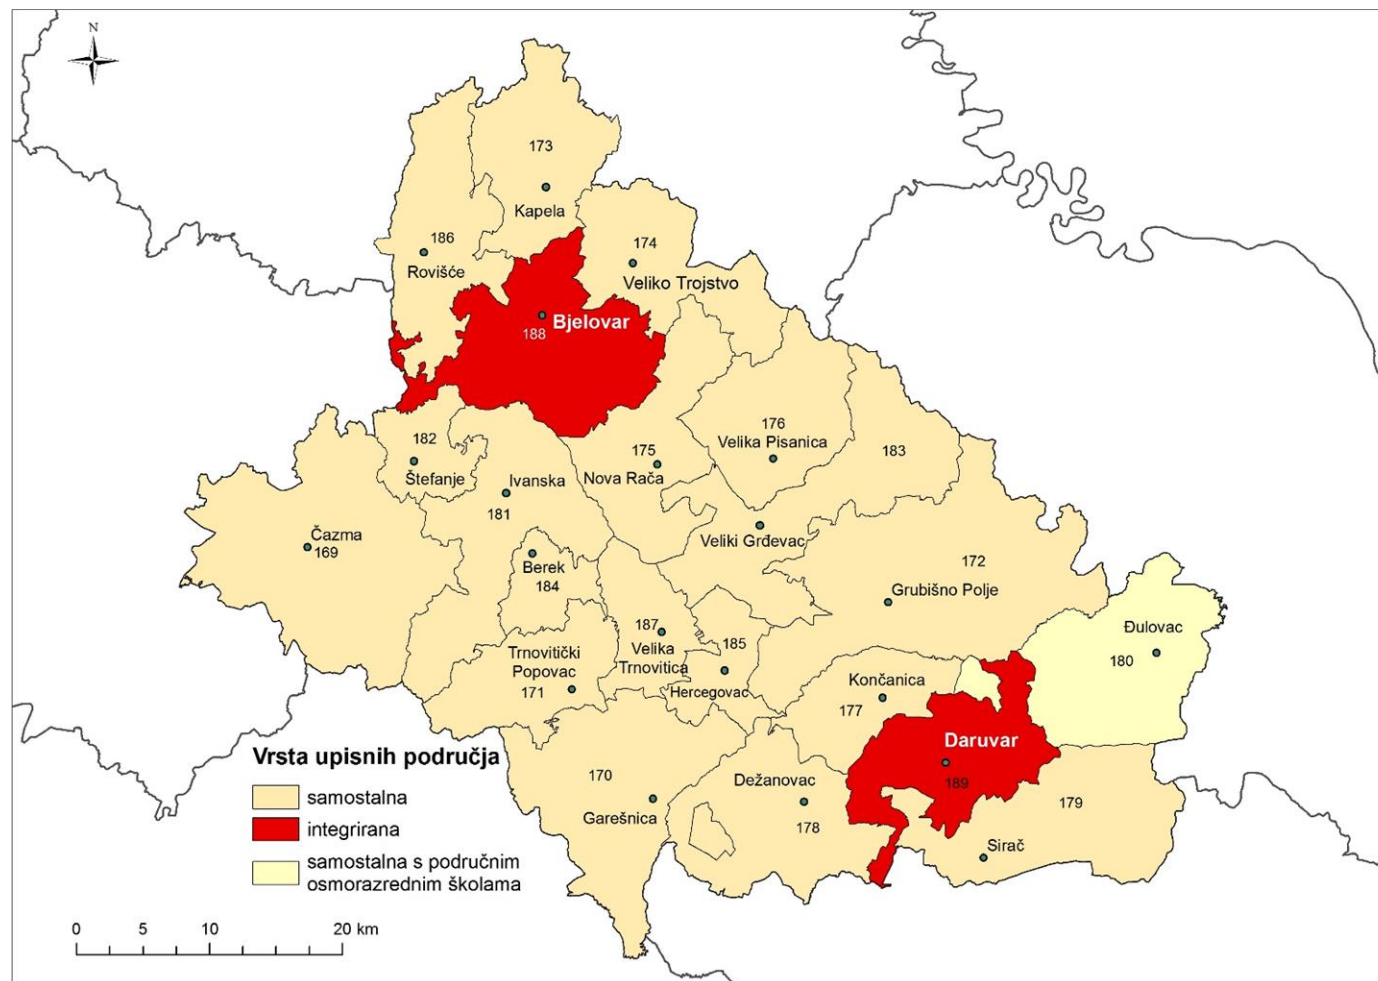 N
173
Kapela
186
Rovišće
174
Veliko Trojstvo
Bjelovar
188
182
Štefanje
Ivanska
181
175
Nova Rača
176
Velika Pisanica
183
Čazma
169
Berek
184
Veliki Grđevac
172
Grubišno Polje
187
Velika
Trnovitica
185
Hercegovac
Trnovitički
Popovac
171
Đulovac
180
Končanica
177
Daruvar
189
170
Garešnica
Dežanovac
178
179
Sirač
Vrsta upisnih područja
samostalna
integrirana
samostalna s područnim
osmorazrednim školama
0 5 10 20 km